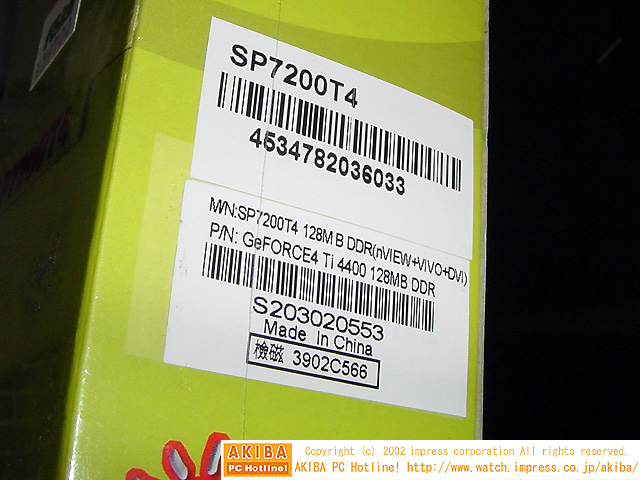 SP7200T4
4534782036033
M/N:SP7200T4 128MB DDR(nVIEW+VIVO+DVI)
P/N: GeFORCE4 Ti 4400 128MB DDR
S203020553
Made In China
檢磁 3902C566
AKIBA
PC Hotline!
Copyright (c) 2002 impress corporation All rights reserved.
AKIBA PC Hotline! http://www.watch.impress.co.jp/akiba/